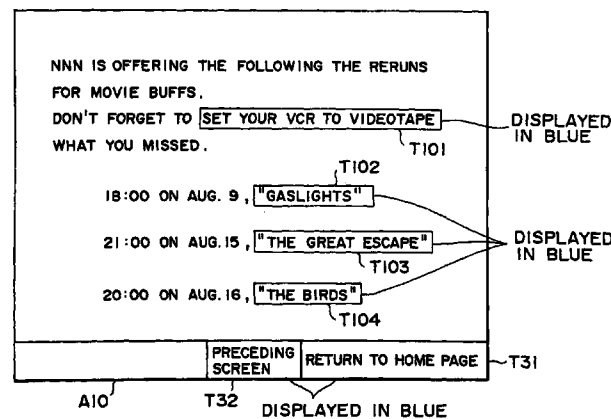 NNN IS OFFERING THE FOLLOWING THE RERUNS
FOR MOVIE BUFFS.
DON'T FORGET TO SET YOUR VCR TO VIDEOTAPE
DISPLAYED
IN BLUE
T101
WHAT YOU MISSED.
T102
18:00 ON AUG. 9, "GASLIGHTS"
21:00 ON AUG.15, "THE GREAT ESCAPE"
DISPLAYED
IN BLUE
T103
20:00 ON AUG.16, "THE BIRDS"
T104
PRECEDING
SCREEN
RETURN TO HOME PAGE
T31
A10
T32
DISPLAYED IN BLUE